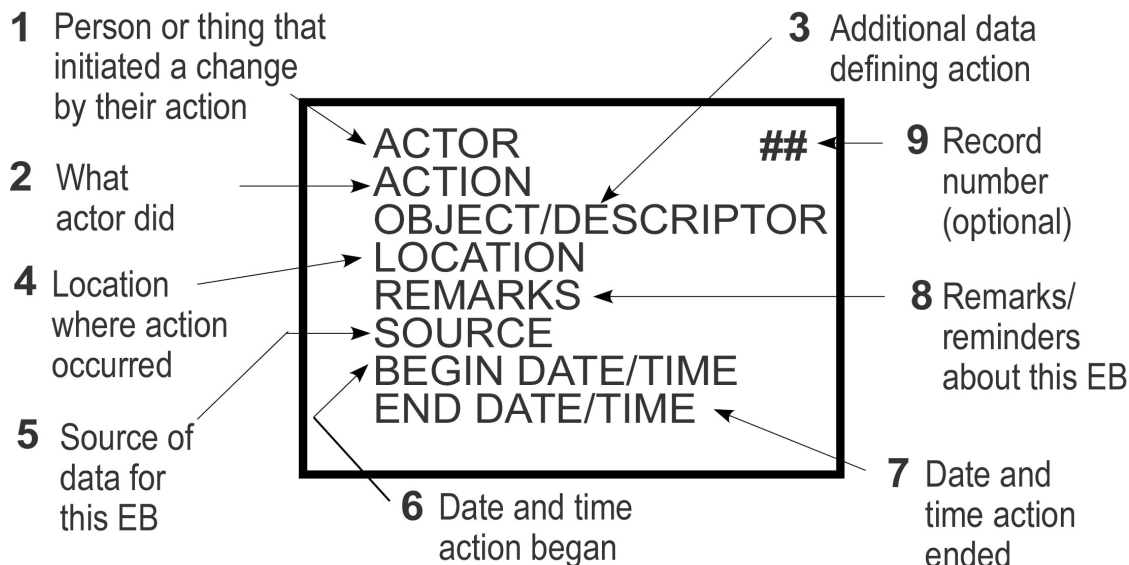 1 Person or thing that
initiated a change
by their action
3 Additional data
defining action
2 What
actor did
4 Location
where action
occurred
5 Source of
data for
this EB
ACTOR
##
ACTION
OBJECT/DESCRIPTOR
LOCATION
REMARKS
SOURCE
BEGIN DATE/TIME
END DATE/TIME
9 Record
number
(optional)
8 Remarks/
reminders
about this EB
6 Date and time
action began
7 Date and
time action
ended